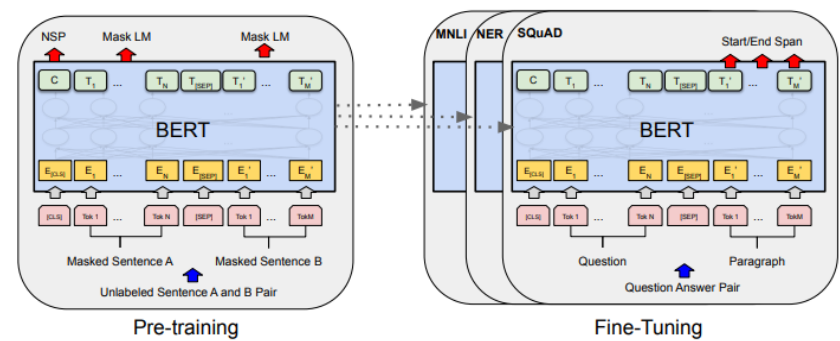 NSP Mask LM Mask LM
C T1 ... TN T[SEP] T1' ... TM'
BERT
E[CLS] E1 ... EN E[SEP] E1' ... EM'
[CLS] Tok 1 ... Tok N [SEP] Tok 1 ... TokM
Masked Sentence A Masked Sentence B
Unlabeled Sentence A and B Pair
Pre-training
MNLI NER SQuAD
Start/End Span
C T1 ... TN T[SEP] T1' ... TM'
BERT
E[CLS] E1 ... EN E[SEP] E1' ... EM'
[CLS] Tok 1 ... Tok N [SEP] Tok 1 ... TokM
Question Paragraph
Question Answer Pair
Fine-Tuning